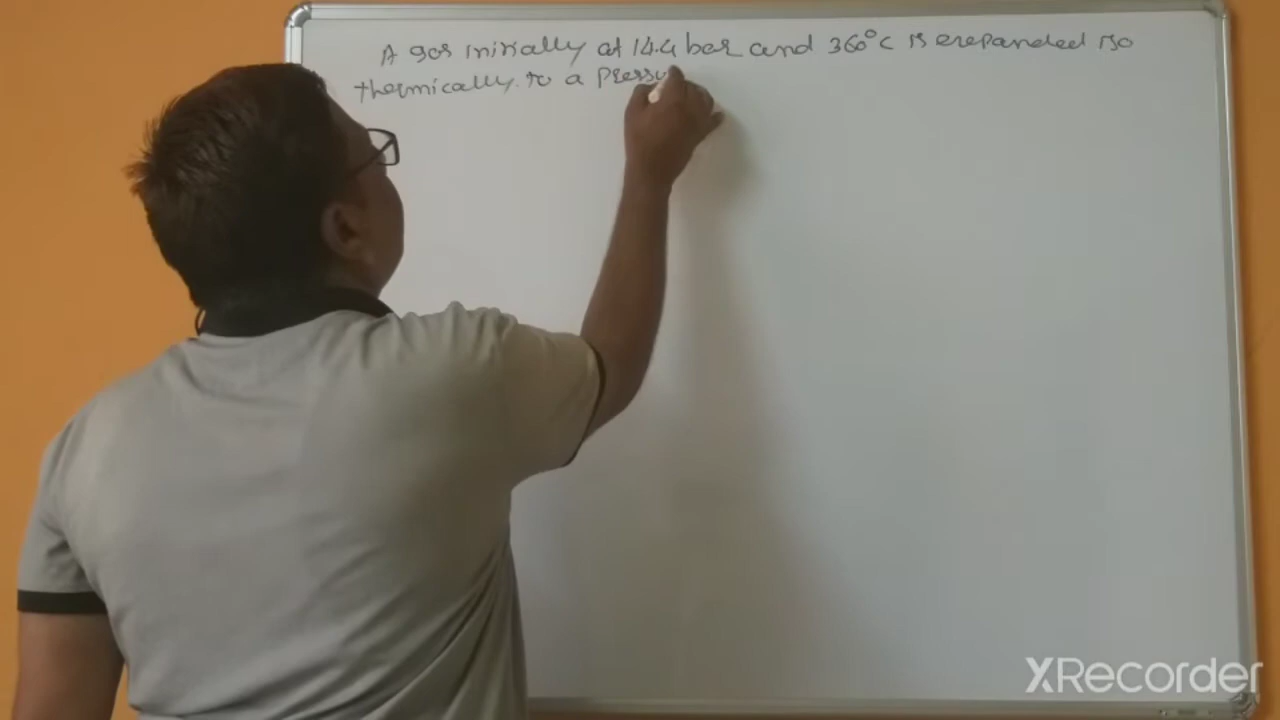 A gas initially at 14.4 bar and 360°C is expanded iso
thermically to a Pressu
XRecorder